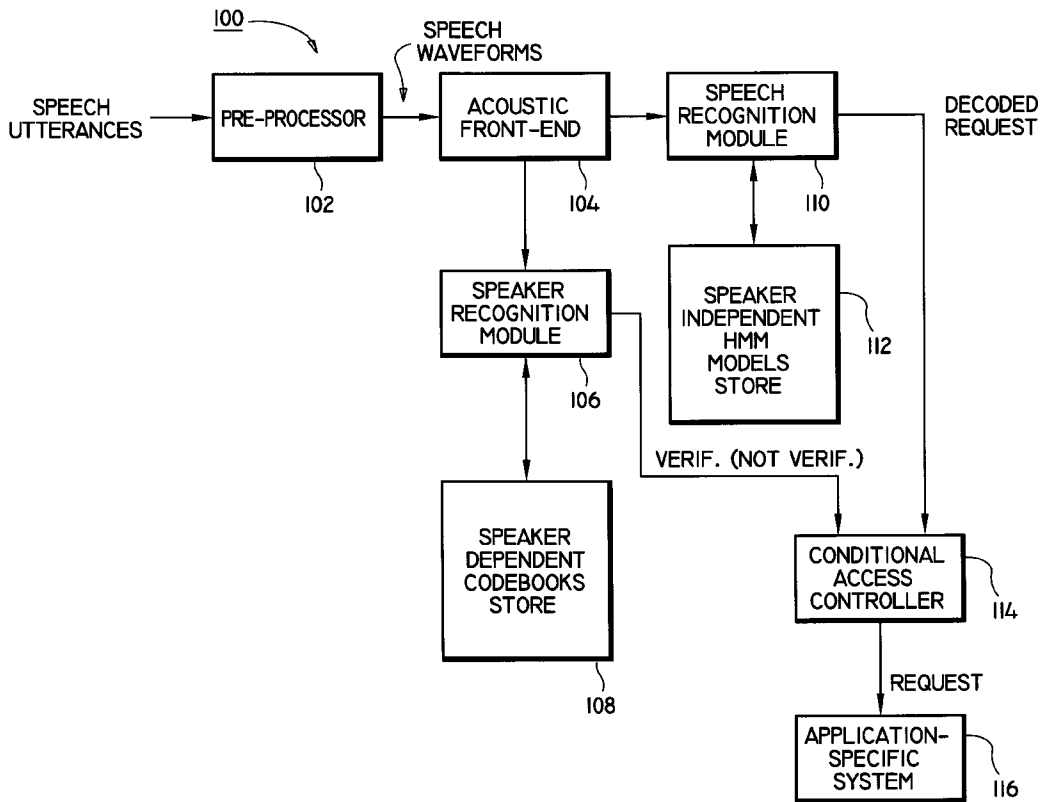 100
SPEECH
WAVEFORMS
SPEECH
UTTERANCES
PRE-PROCESSOR
102
ACOUSTIC
FRONT-END
104
SPEECH
RECOGNITION
MODULE
110
DECODED
REQUEST
SPEAKER
RECOGNITION
MODULE
106
SPEAKER
INDEPENDENT
HMM
MODELS
STORE
112
VERIF. (NOT VERIF.)
SPEAKER
DEPENDENT
CODEBOOKS
STORE
108
CONDITIONAL
ACCESS
CONTROLLER
114
REQUEST
APPLICATION-
SPECIFIC
SYSTEM
116